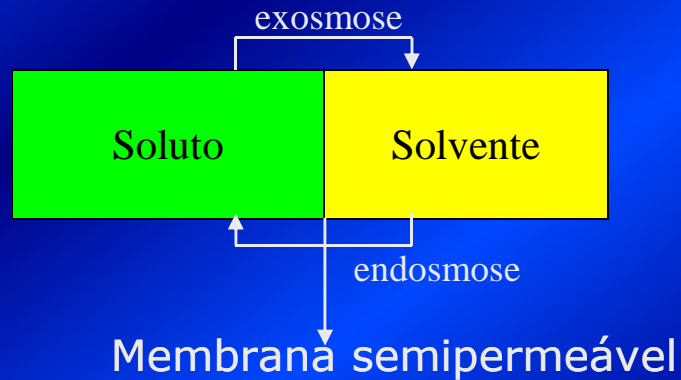 exosmose
Soluto
Solvente
endosmose
Membrana semipermeável